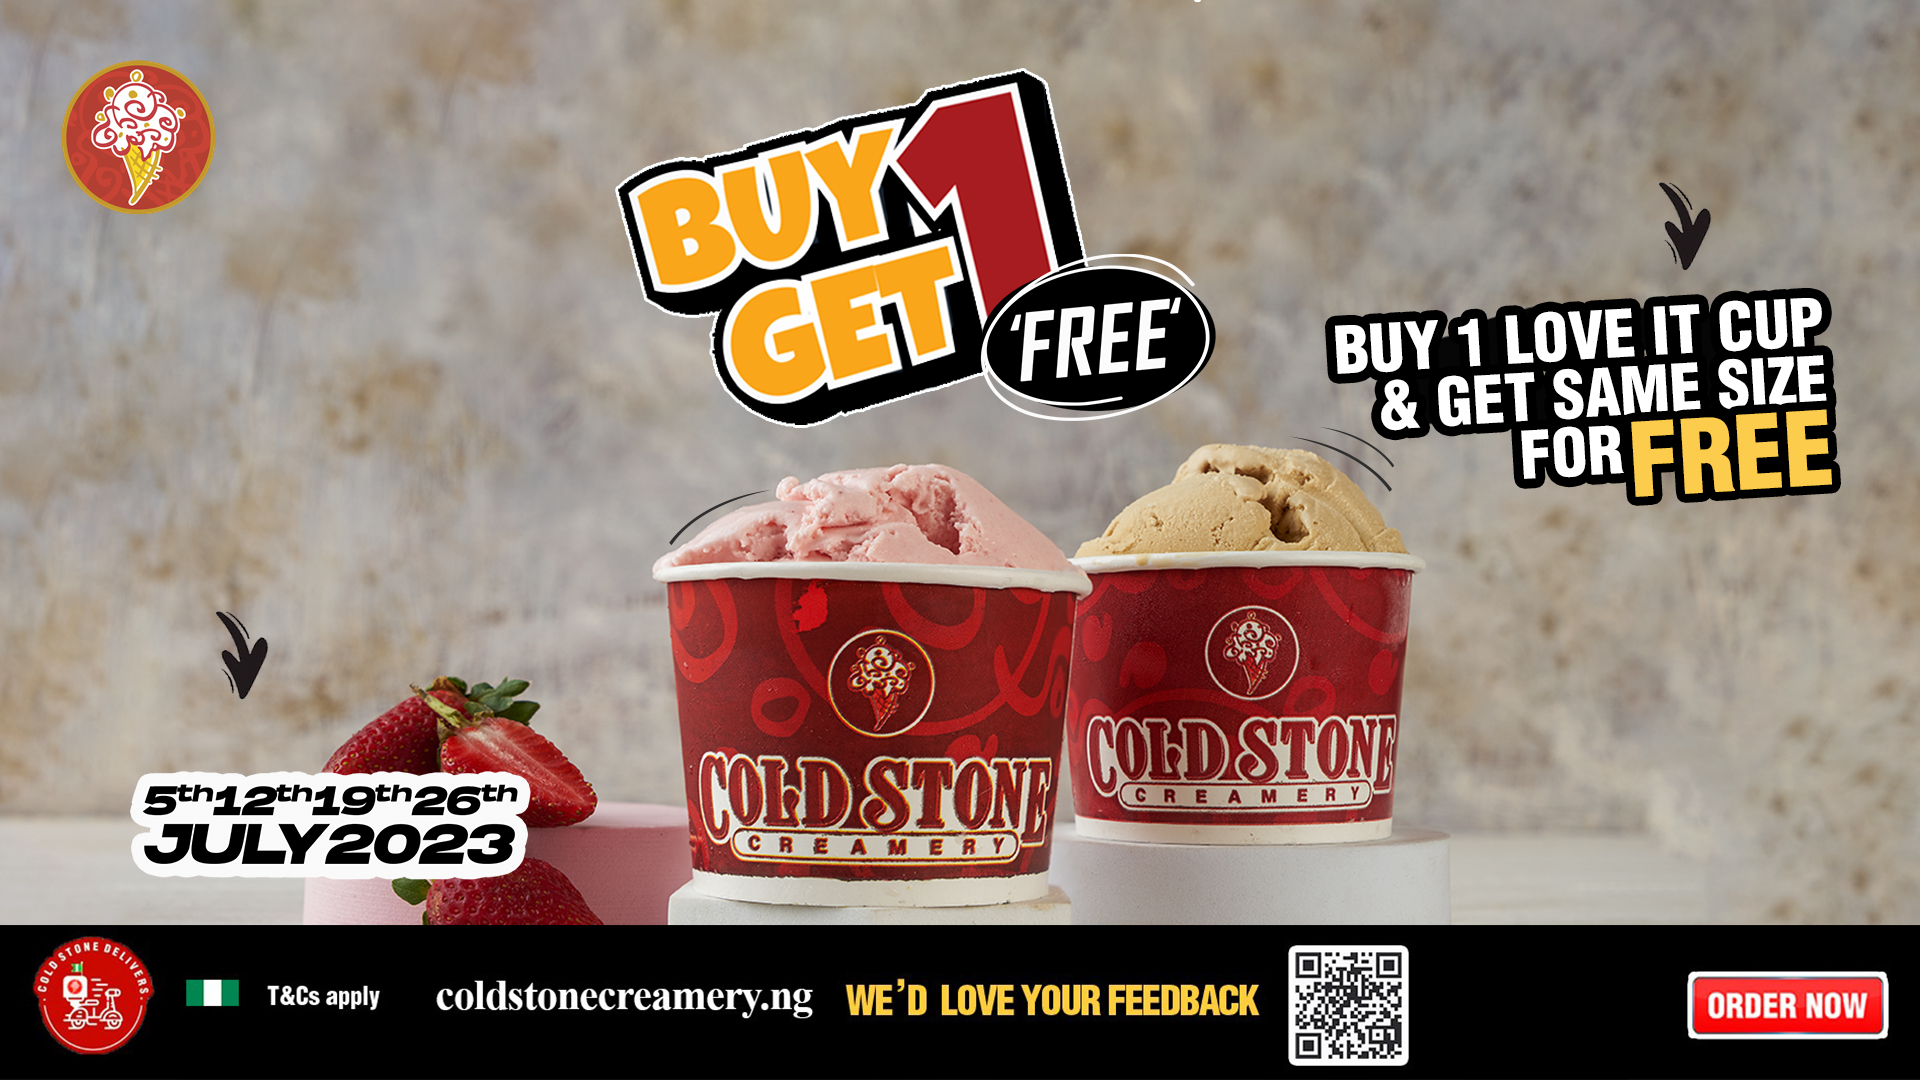 BUY 1
GET
'FREE'
BUY 1 LOVE IT CUP
& GET SAME SIZE
FOR FREE
COLD STONE
CREAMERY
COLD STONE
CREAMERY
5th 12th 19th 26th
JULY 2023
COLD STONE DELIVERS
T&Cs apply
coldstonecreamery.ng
WE'D LOVE YOUR FEEDBACK
ORDER NOW